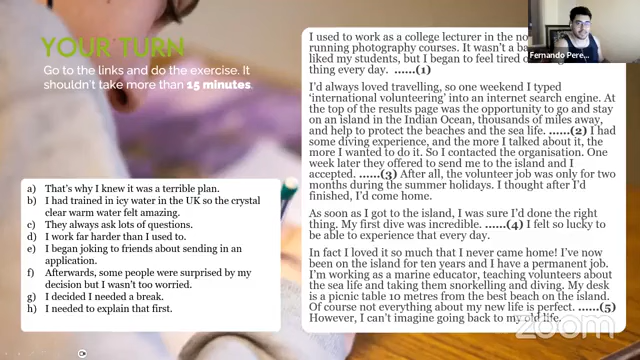 YOUR TURN
Go to the links and do the exercise. It
shouldn't take more than 15 minutes.
a) That's why I knew it was a terrible plan.
b) I had trained in icy water in the UK so the crystal
clear warm water felt amazing.
c) They always ask lots of questions.
d) I work far harder than I used to.
e) I began joking to friends about sending in an
application.
f) Afterwards, some people were surprised by my
decision but I wasn't too worried.
g) I decided I needed a break.
h) I needed to explain that first.
I used to work as a college lecturer in the no
running photography courses. It wasn't a ba
liked my students, but I began to feel tired o
thing every day. ......(1)
I'd always loved travelling, so one weekend I typed
'international volunteering' into an internet search engine. At
the top of the results page was the opportunity to go and stay
on an island in the Indian Ocean, thousands of miles away,
and help to protect the beaches and the sea life. ......(2) I had
some diving experience, and the more I talked about it, the
more I wanted to do it. So I contacted the organisation. One
week later they offered to send me to the island and I
accepted. ......(3) After all, the volunteer job was only for two
months during the summer holidays. I thought after I'd
finished, I'd come home.
As soon as I got to the island, I was sure I'd done the right
thing. My first dive was incredible. ......(4) I felt so lucky to
be able to experience that every day.
In fact I loved it so much that I never came home! I've now
been on the island for ten years and I have a permanent job.
I'm working as a marine educator, teaching volunteers about
the sea life and taking them snorkelling and diving. My desk
is a picnic table 10 metres from the best beach on the island.
Of course not everything about my new life is perfect. ......(5)
However, I can't imagine going back to my old life.
Fernando Pere...
zoom